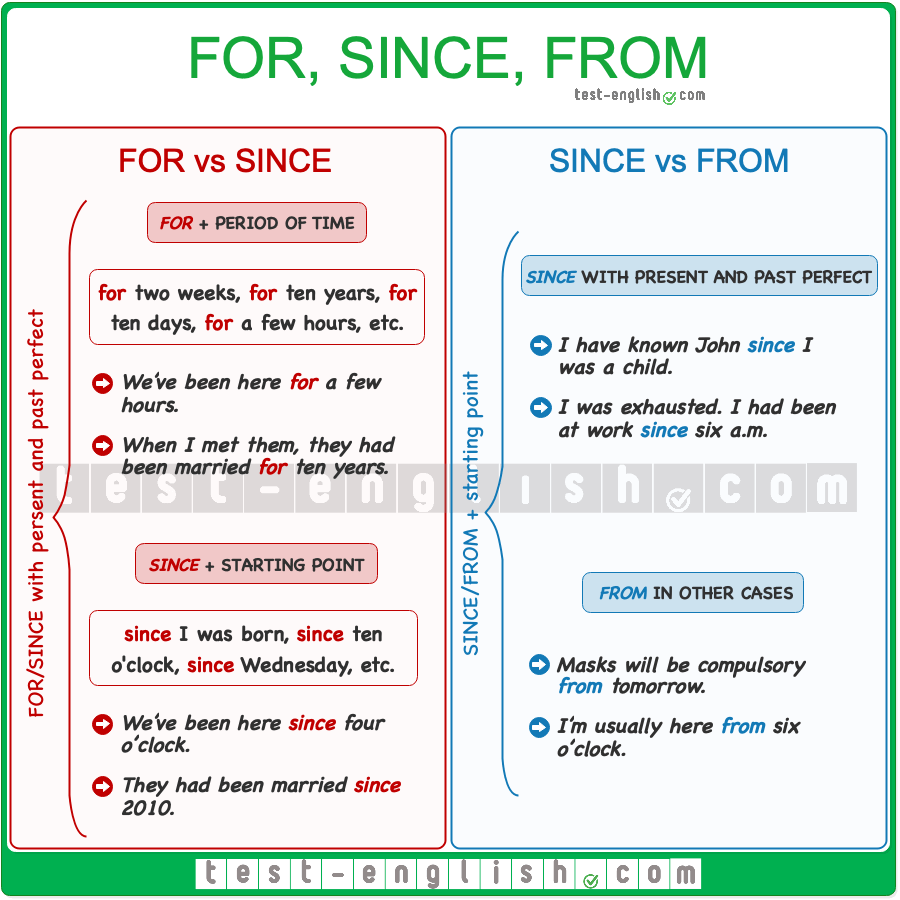 FOR, SINCE, FROM
test-english.com
FOR vs SINCE
FOR/SINCE with persent and past perfect
FOR + PERIOD OF TIME
for two weeks, for ten years, for
ten days, for a few hours, etc.
We've been here for a few
hours.
When I met them, they had
been married for ten years.
SINCE + STARTING POINT
since I was born, since ten
o'clock, since Wednesday, etc.
We've been here since four
o'clock.
They had been married since
2010.
SINCE vs FROM
SINCE/FROM + starting point
SINCE WITH PRESENT AND PAST PERFECT
I have known John since I
was a child.
I was exhausted. I had been
at work since six a.m.
FROM IN OTHER CASES
Masks will be compulsory
from tomorrow.
I'm usually here from six
o'clock.
test-english.com
test-english.com